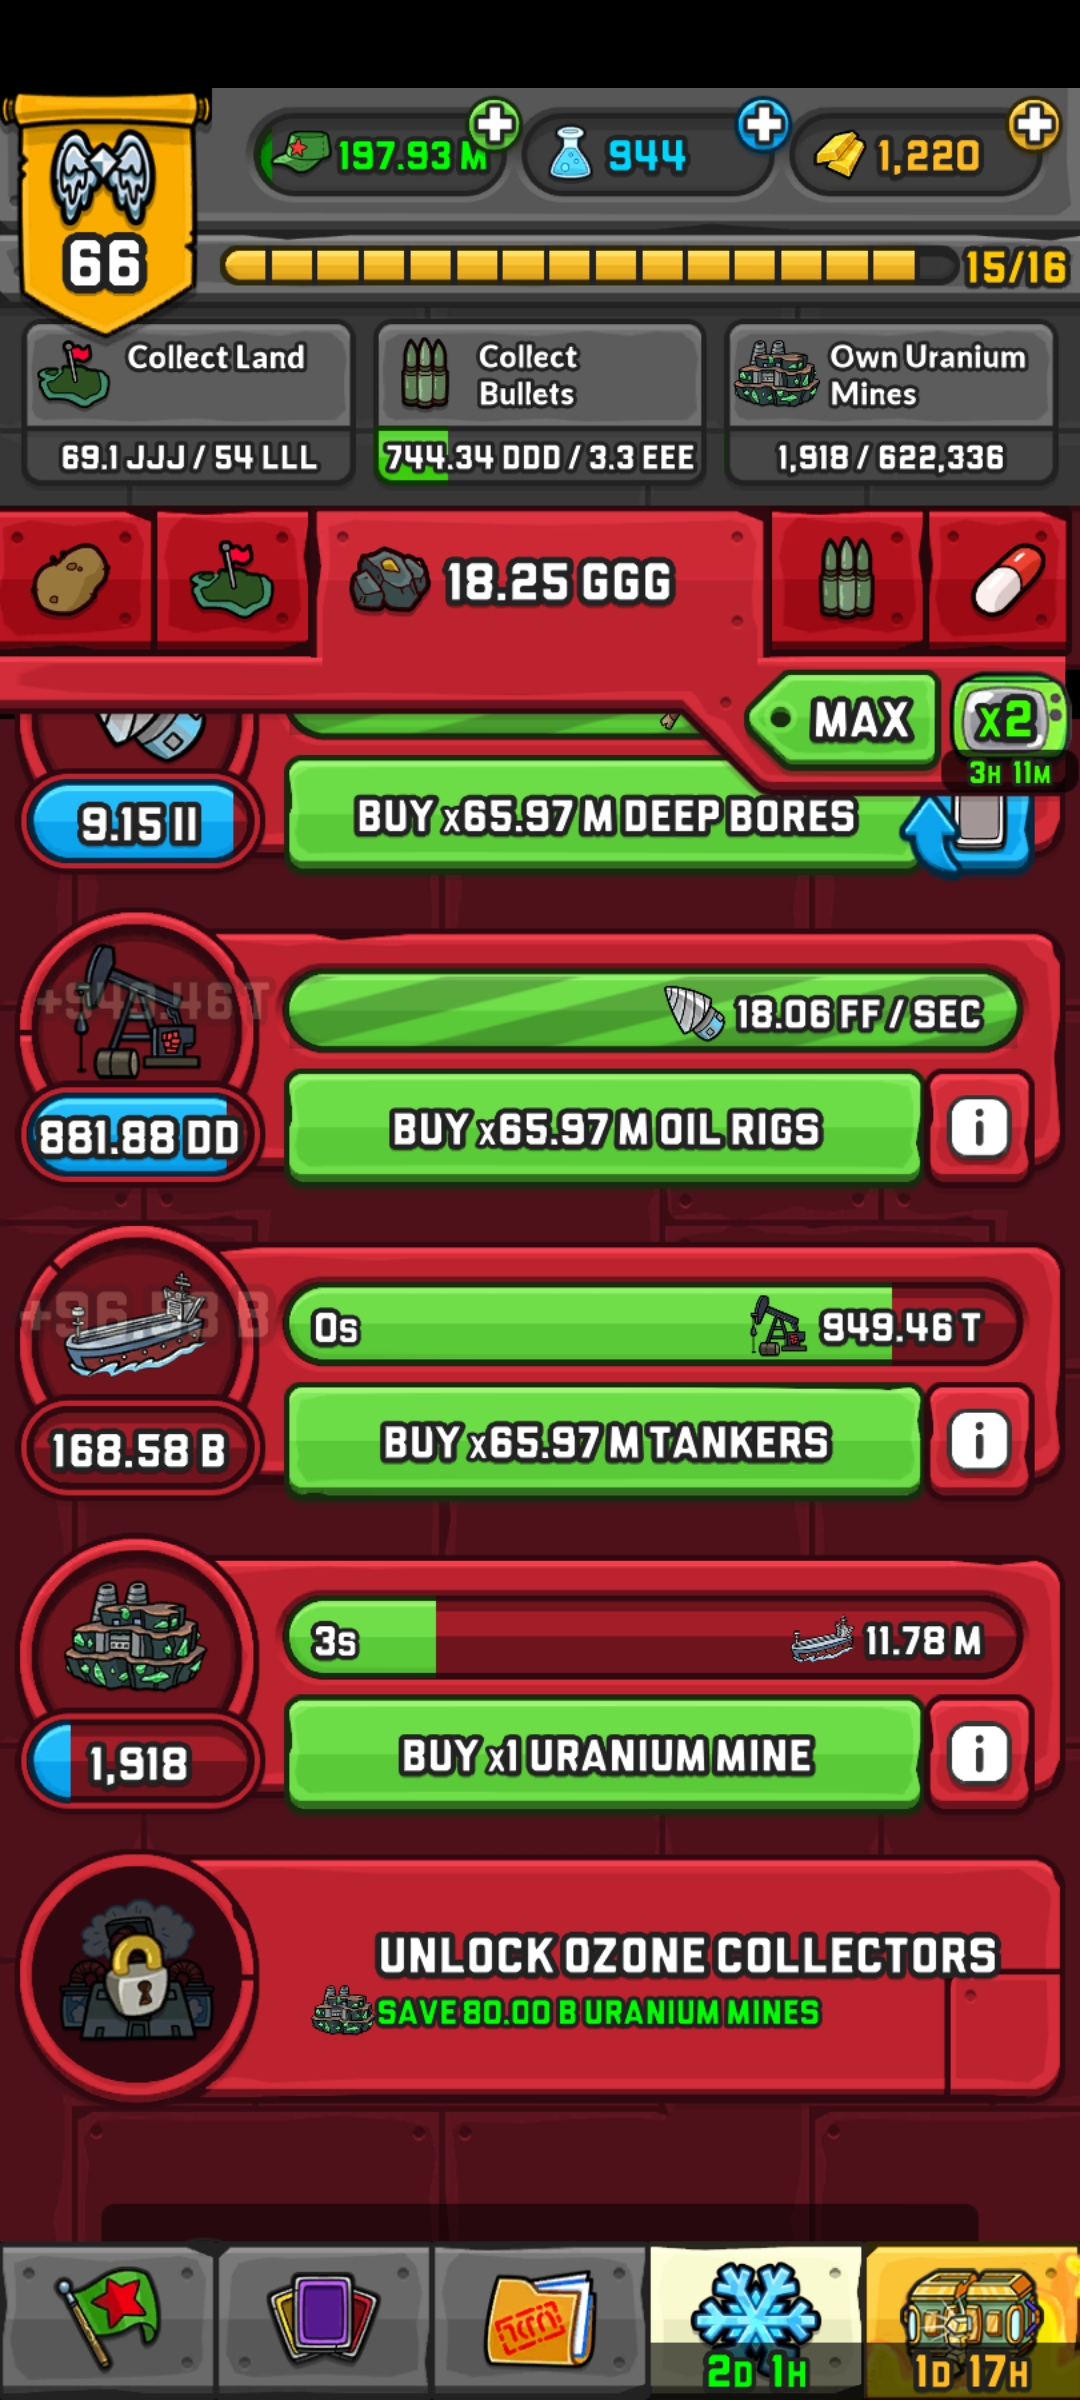 197.93 M
944
1,220
66
15/16
Collect Land
Collect
Bullets
Own Uranium
Mines
69.1 JJJ / 54 LLL
744.34 DDD / 3.3 EEE
1,918 / 622,336
18.25 GGG
MAX
x2
3H 11M
9.15 II
BUY x65.97 M DEEP BORES
+949.46 T
18.06 FF / SEC
881.88 DD
BUY x65.97 M OIL RIGS
0s
949.46 T
168.58 B
BUY x65.97 M TANKERS
3s
11.78 M
1,918
BUY x1 URANIUM MINE
UNLOCK OZONE COLLECTORS
SAVE 80.00 B URANIUM MINES
2D 1H
1D 17H